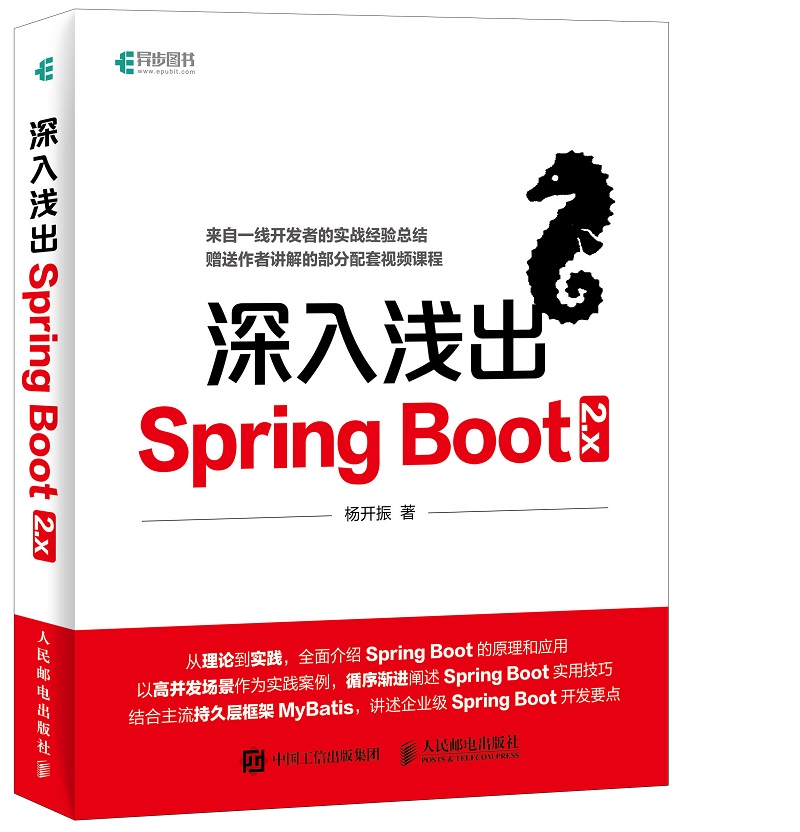 异步图书
www.epubit.com
来自一线开发者的实战经验总结
赠送作者讲解的部分配套视频课程
深入浅出
Spring Boot 2.x
杨开振 著
从理论到实践，全面介绍 Spring Boot 的原理和应用
以高并发场景作为实践案例，循序渐进阐述 Spring Boot 实用技巧
结合主流持久层框架 MyBatis，讲述企业级 Spring Boot 开发要点
中国工信出版集团
人民邮电出版社
POSTS & TELECOM PRESS
深入浅出 Spring Boot 2.x
人民邮电出版社